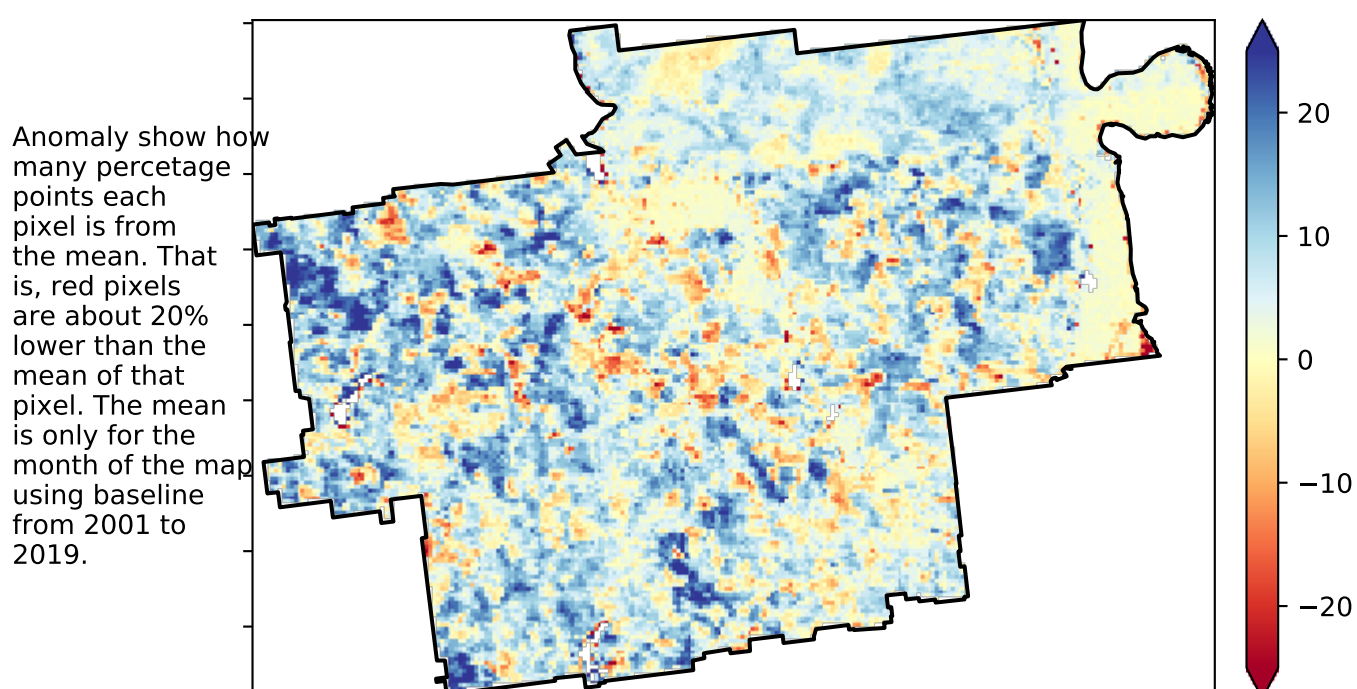 Anomaly show how
many percetage
points each
pixel is from
the mean. That
is, red pixels
are about 20%
lower than the
mean of that
pixel. The mean
is only for the
month of the map
using baseline
from 2001 to
2019.
20
10
0
−10
−20